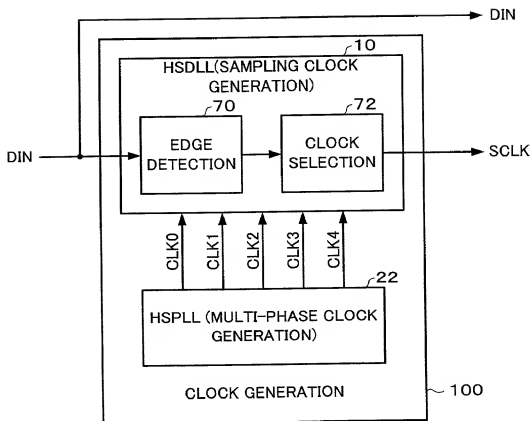 DIN
10
HSDLL(SAMPLING CLOCK
GENERATION)
70
72
EDGE
DETECTION
CLOCK
SELECTION
DIN
SCLK
CLK0
CLK1
CLK2
CLK3
CLK4
22
HSPLL (MULTI-PHASE CLOCK
GENERATION)
CLOCK GENERATION
100